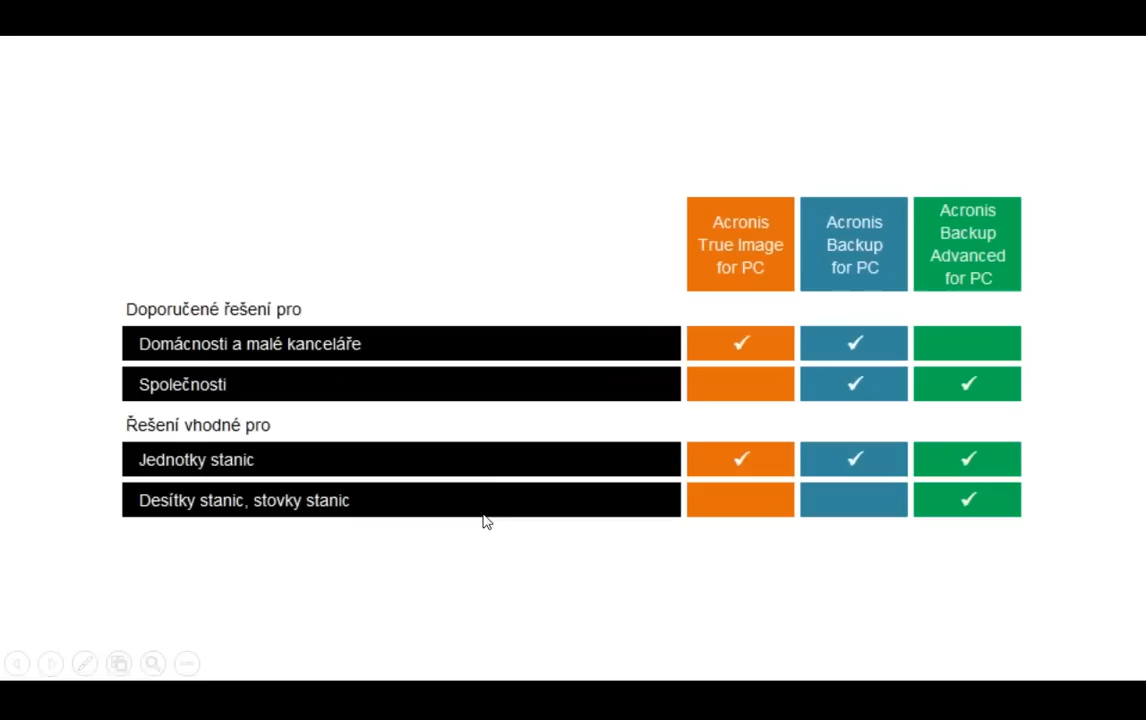 Acronis
True Image
for PC
Acronis
Backup
for PC
Acronis
Backup
Advanced
for PC
Doporučené řešení pro
Domácnosti a malé kanceláře ✓ ✓
Společnosti ✓ ✓
Řešení vhodné pro
Jednotky stanic ✓ ✓ ✓
Desítky stanic, stovky stanic ✓